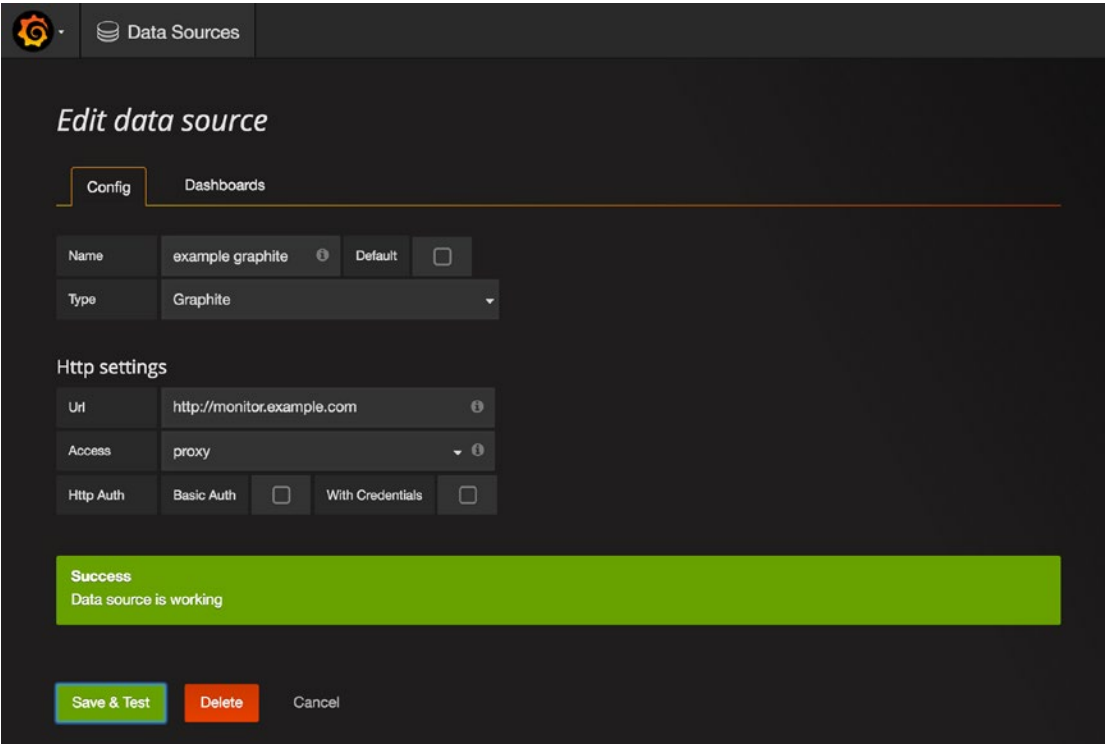 Data Sources
Edit data source
Config Dashboards
Name example graphite Default
Type Graphite
Http settings
Url http://monitor.example.com
Access proxy
Http Auth Basic Auth With Credentials
Success
Data source is working
Save & Test Delete Cancel